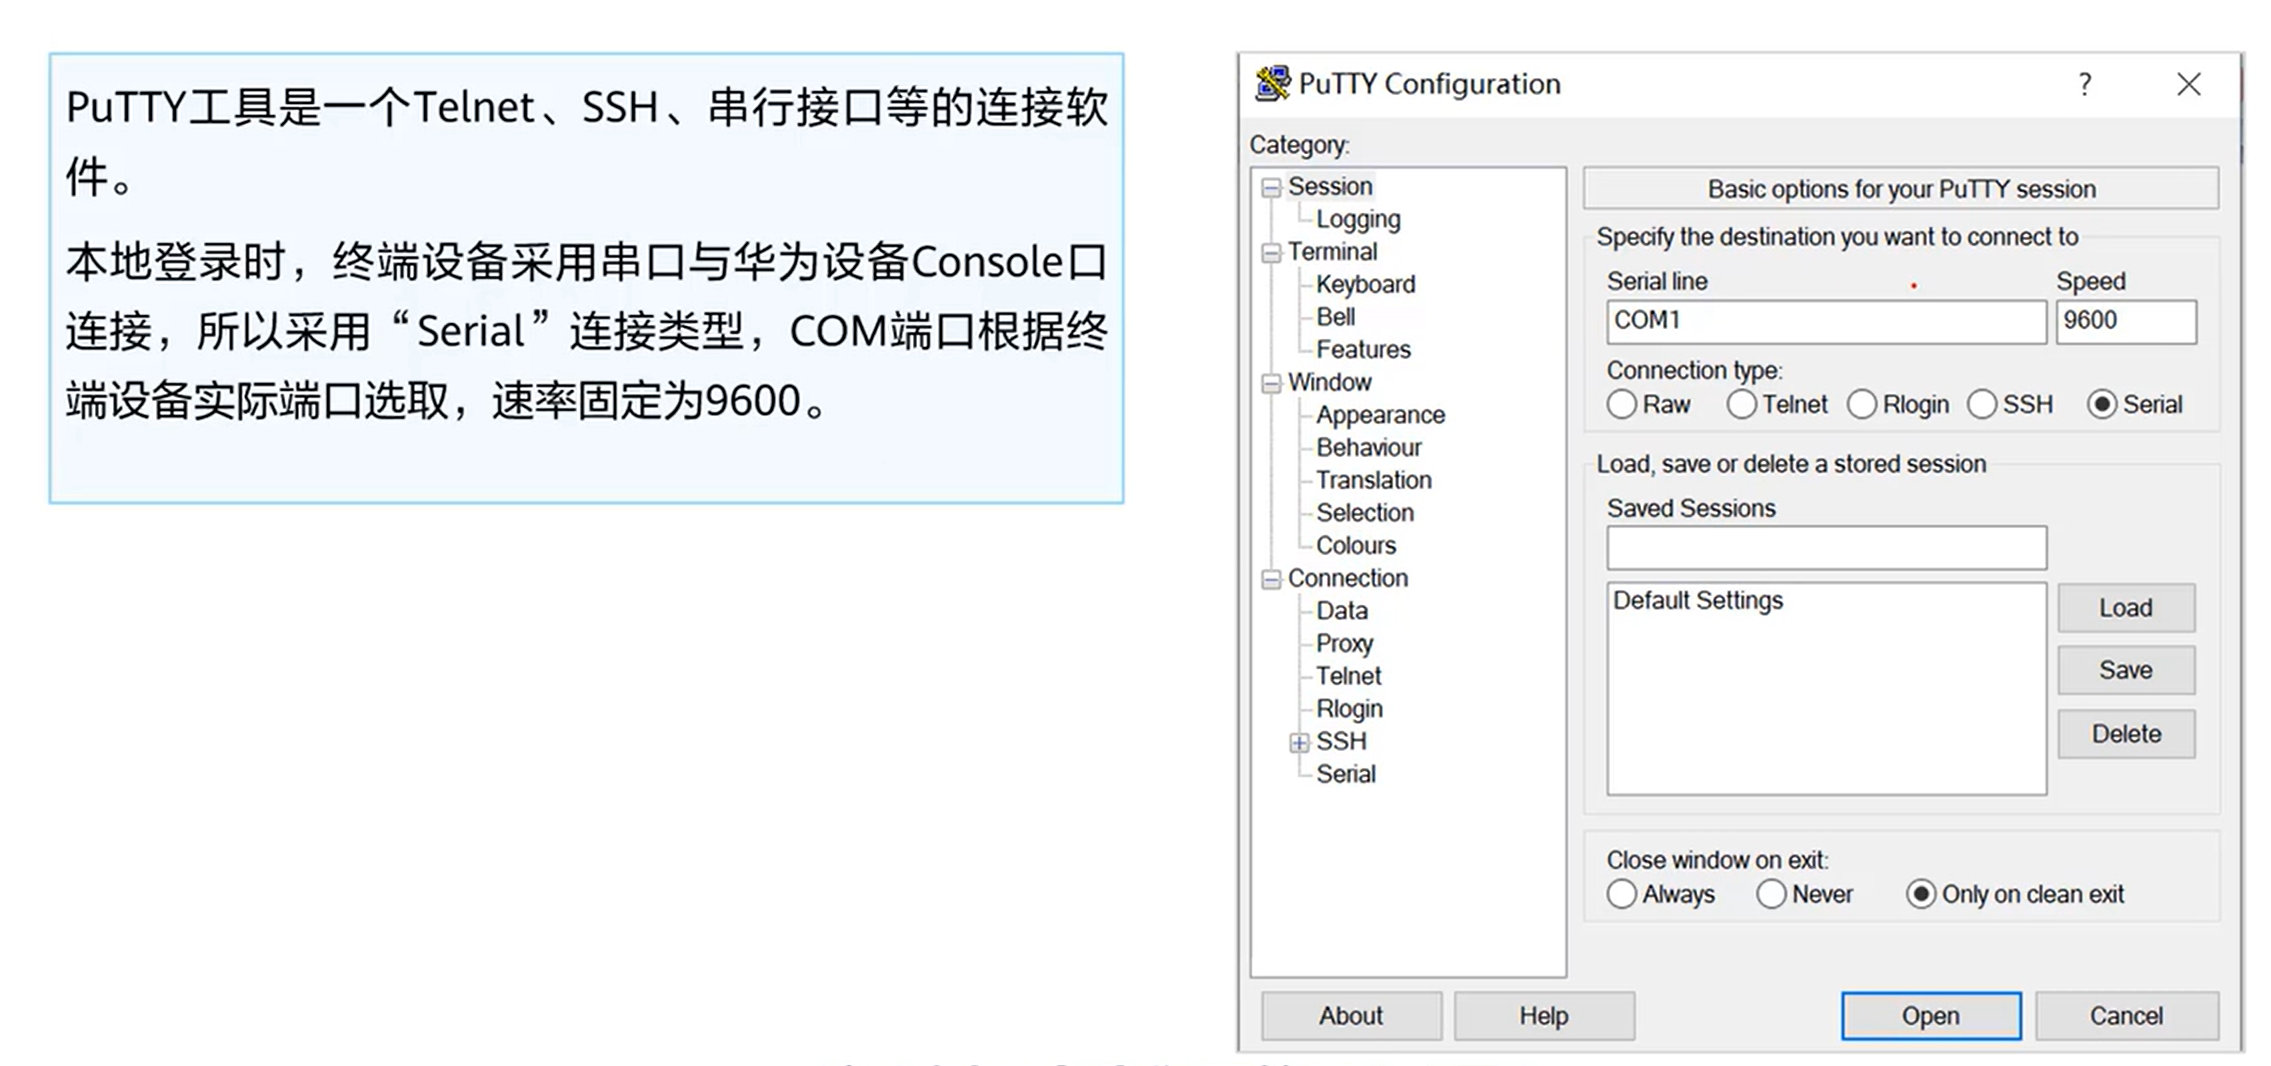 PuTTY工具是一个Telnet、SSH、串行接口等的连接软
件。
本地登录时，终端设备采用串口与华为设备Console口
连接，所以采用“Serial”连接类型，COM端口根据终
端设备实际端口选取，速率固定为9600。
PuTTY Configuration
?
Category:
Session
Logging
Terminal
Keyboard
Bell
Features
Window
Appearance
Behaviour
Translation
Selection
Colours
Connection
Data
Proxy
Telnet
Rlogin
SSH
Serial
Basic options for your PuTTY session
Specify the destination you want to connect to
Serial line Speed
COM1 9600
Connection type:
Raw Telnet Rlogin SSH Serial
Load, save or delete a stored session
Saved Sessions
Default Settings
Load
Save
Delete
Close window on exit:
Always Never Only on clean exit
About Help Open Cancel